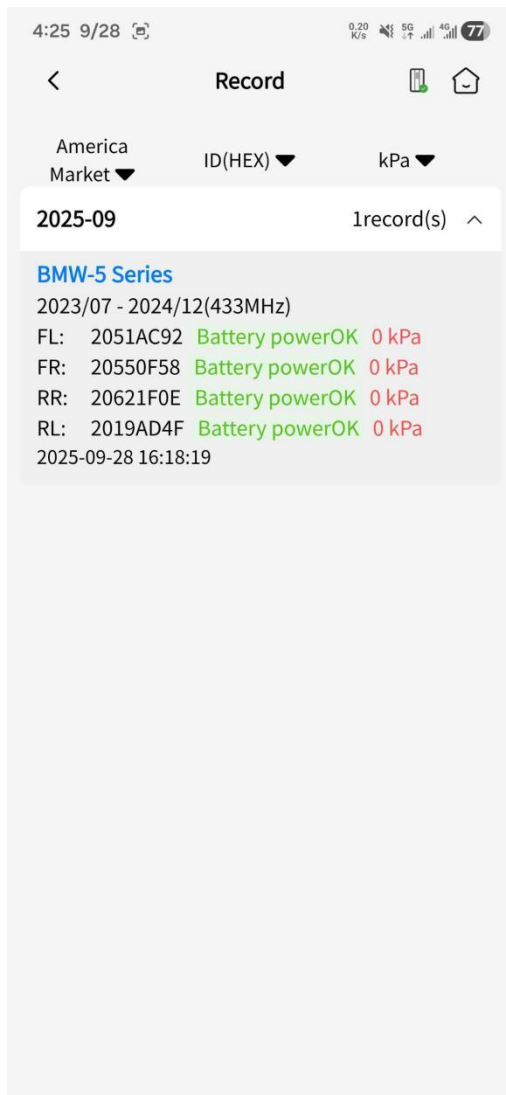 4:25 9/28 0.20 K/s 5G 4G 77
Record
America Market ID(HEX) kPa
2025-09 1record(s)
BMW-5 Series
2023/07 - 2024/12(433MHz)
FL: 2051AC92 Battery powerOK 0 kPa
FR: 20550F58 Battery powerOK 0 kPa
RR: 20621F0E Battery powerOK 0 kPa
RL: 2019AD4F Battery powerOK 0 kPa
2025-09-28 16:18:19